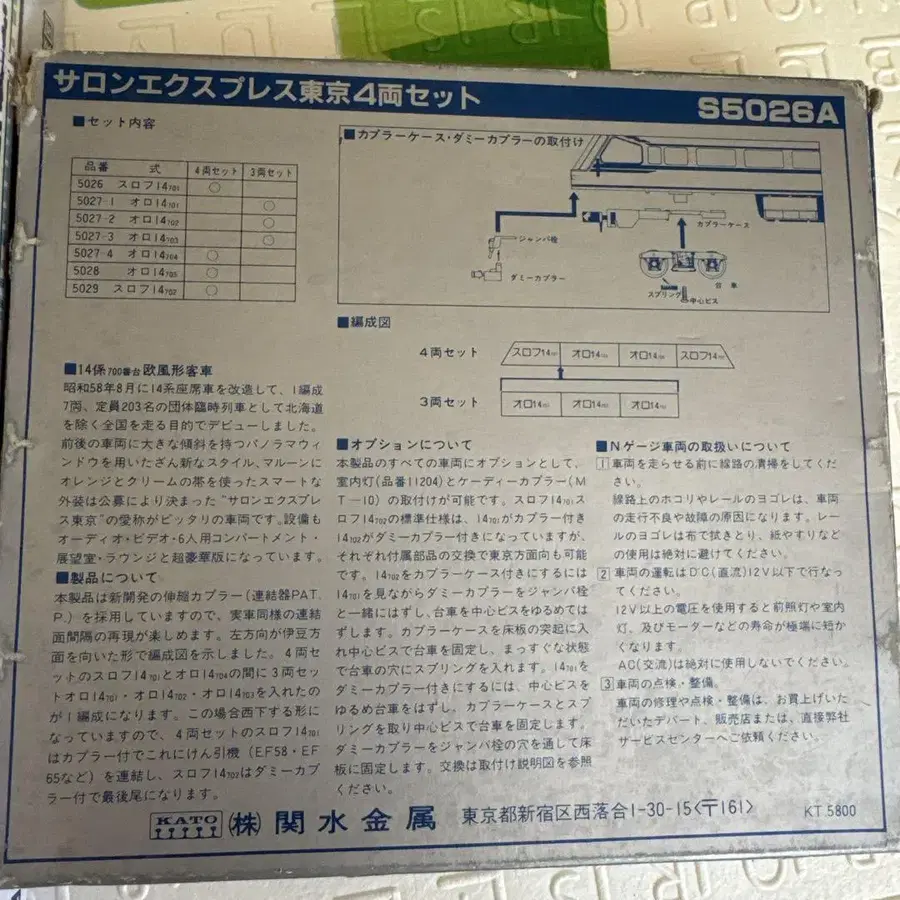 サロンエクスプレス東京4両セット
S5026A
■セット内容
品番 式 4両セット 3両セット
5026 スロフ14 701 ○
5027-1 オロ14 701 ○
5027-2 オロ14 702 ○
5027-3 オロ14 703 ○
5027-4 オロ14 704 ○
5028 オロ14 705 ○
5029 スロフ14 702 ○
■カプラーケース・ダミーカプラーの取付け
カプラーケース
ジャンパ栓
ダミーカプラー
スプリング
中心ビス
台車
■編成図
4両セット スロフ14 オロ14 オロ14 スロフ14
3両セット オロ14 オロ14 オロ14
■14係700番台欧風形客車
昭和58年8月に14系座席車を改造して、1編成
7両、定員203名の団体臨時列車として北海道
を除く全国を走る目的でデビューしました。
前後の車両に大きな傾斜を持つパノラマウィ
ンドウを用いたざん新なスタイル、マルーンに
オレンジとクリームの帯を使ったスマートな
外装は公募により決まった"サロンエクスプレ
ス東京"の愛称がピッタリの車両です。設備も
オーディオ・ビデオ・6人用コンパートメント・
展望室・ラウンジと超豪華版になっています。
■製品について
本製品は新開発の伸縮カプラー(連結器PAT.
P.)を採用していますので、実車同様の連結
面間隔の再現が楽しめます。左方向が伊豆方
面を向いた形で編成図を示しました。4両セ
ットのスロフ14701とオロ14704の間に3両セッ
トオロ14701・オロ14702・オロ14703を入れたの
が1編成になります。この場合西下する形に
なっていますので、4両セットのスロフ14701
はカプラー付でこれにけん引機(EF58・EF
65など)を連結し、スロフ14702はダミーカプ
ラー付で最後尾になります。
■オプションについて
本製品のすべての車両にオプションとして、
室内灯(品番11204)とケーディーカプラー(M
T-10)の取付けが可能です。スロフ14701ス
ロフ14702の標準仕様は、14701がカプラー付き
14702がダミーカプラー付きになっていますが、
それぞれ付属部品の交換で東京方面向も可能
です。14702をカプラーケース付きにするには
14701を見ながらダミーカプラーをジャンパ栓
と一緒にはずし、台車を中心ビスをゆるめては
ずします。カプラーケースを床板の突起に入
れ中心ビスで台車を固定し、まっすぐな状態
で台車の穴にスプリングを入れます。14701を
ダミーカプラー付きにするには、中心ビスを
ゆるめ台車をはずし、カプラーケースとスプ
リングを取り中心ビスで台車を固定します。
ダミーカプラーをジャンパ栓の穴を通して床
板に固定します。交換は取付け説明図を参照
ください。
■Nゲージ車両の取扱いについて
1 車両を走らせる前に線路の清掃をしてくだ
さい。
線路上のホコリやレールのヨゴレは、車両
の走行不良や故障の原因になります。レー
ルのヨゴレは布で拭きとり、紙やすりなど
の使用は絶対に避けてください。
2 車両の運転はDC(直流)12V以下で行なっ
てください。
12V以上の電圧を使用すると前照灯や室内
灯、及びモーターなどの寿命が極端に短か
くなります。
AC(交流)は絶対に使用しないでください。
3 車両の点検・整備。
車両の修理や点検・整備は、お買上げいた
だいたデパート、販売店または、直接弊社
サービスセンターへご依頼ください。
KATO (株)関水金属 東京都新宿区西落合1-30-15〈〒161〉 KT 5800